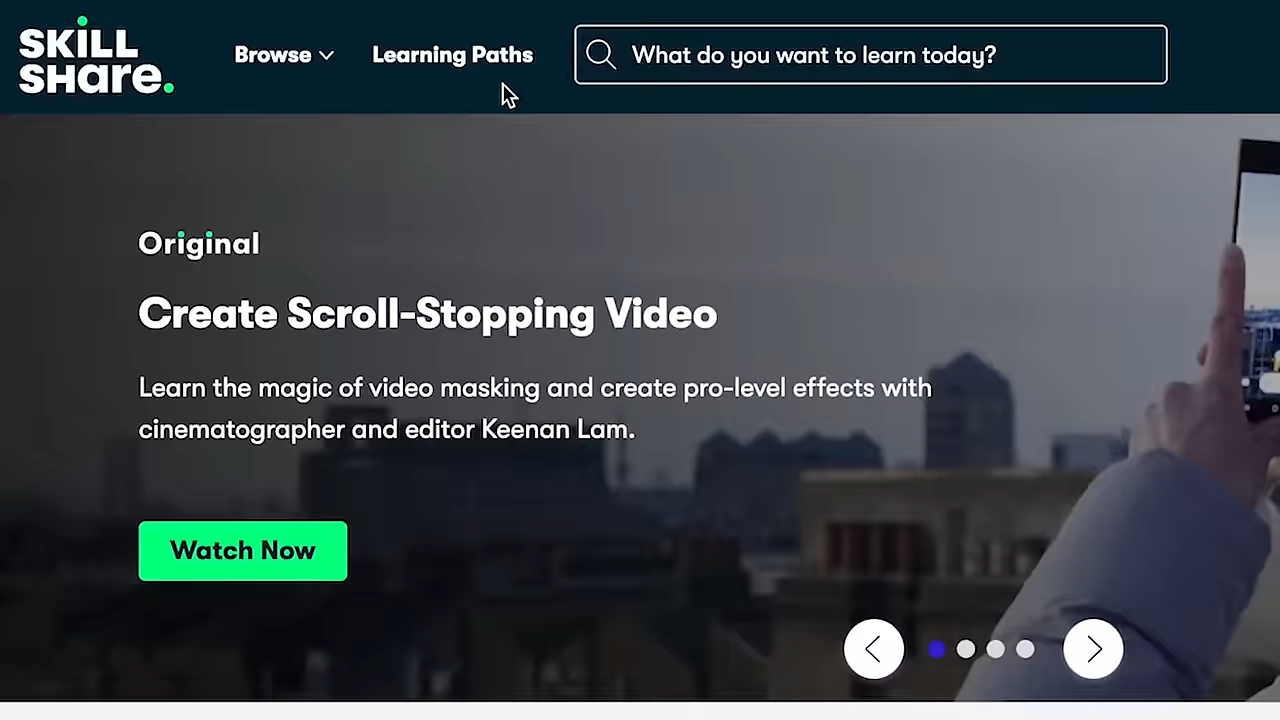 SKiLL
SHare.
Browse
Learning Paths
What do you want to learn today?
Original
Create Scroll-Stopping Video
Learn the magic of video masking and create pro-level effects with
cinematographer and editor Keenan Lam.
Watch Now